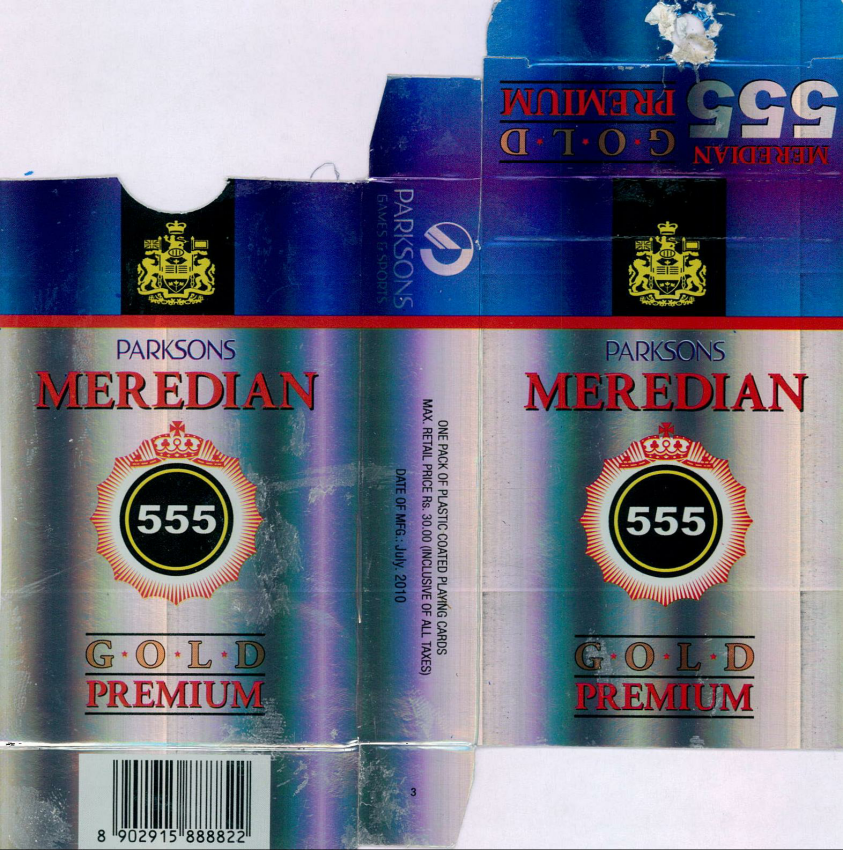 555
MEREDIAN
G·O·L·D
PREMIUM
PARKSONS
MEREDIAN
555
G·O·L·D
PREMIUM
8 902915 888822
PARKSONS
GAMES & SPORTS
ONE PACK OF PLASTIC COATED PLAYING CARDS
MAX. RETAIL PRICE Rs. 30.00 (INCLUSIVE OF ALL TAXES)
DATE OF MFG.: July, 2010
3
PARKSONS
MEREDIAN
555
G·O·L·D
PREMIUM